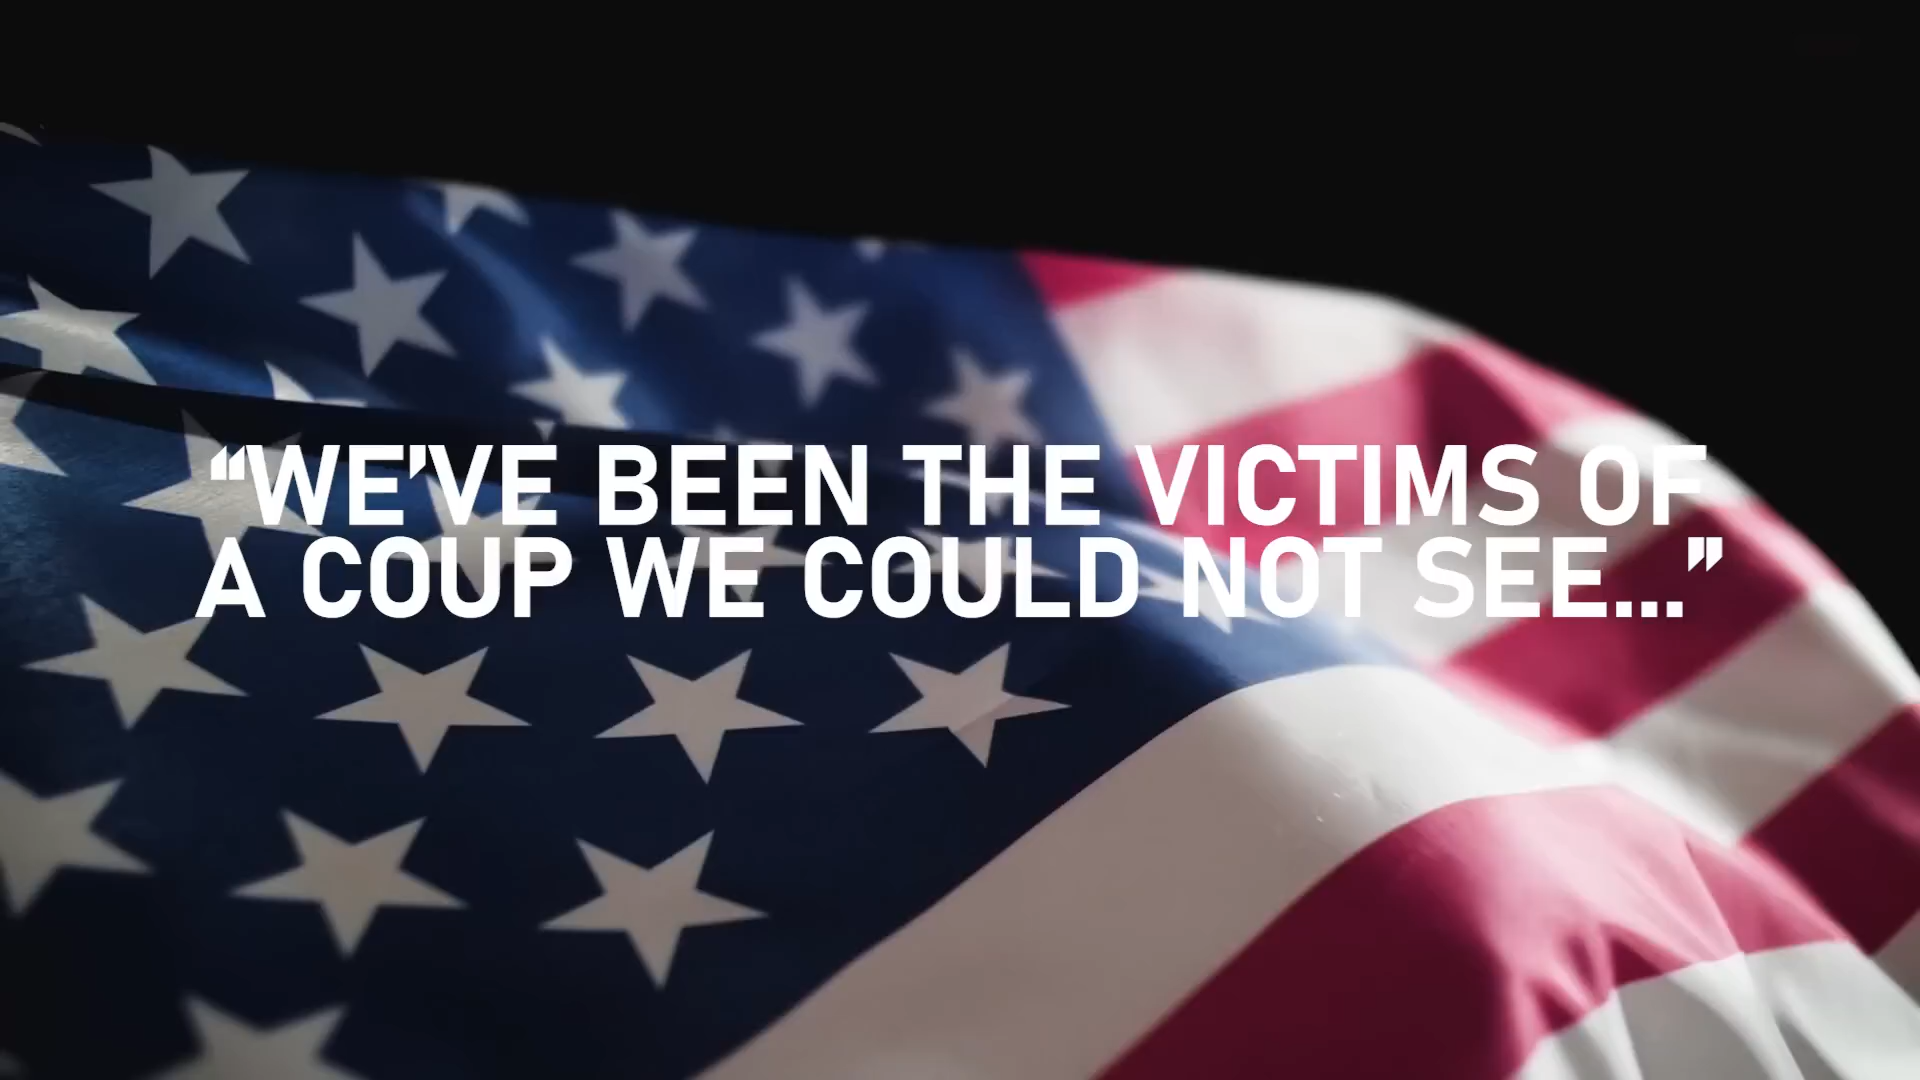 “WE’VE BEEN THE VICTIMS OF
A COUP WE COULD NOT SEE...”